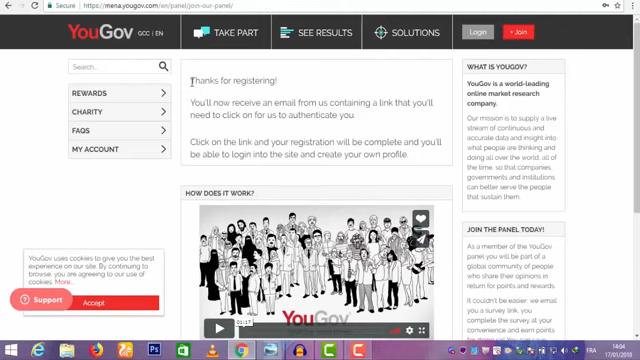 Secure
https://mena.yougov.com/en/panel/join-our-panel/
YouGov GCC | EN
TAKE PART
SEE RESULTS
SOLUTIONS
Login
+ Join
Search...
REWARDS
CHARITY
FAQS
MY ACCOUNT
Thanks for registering!
You'll now receive an email from us containing a link that you'll
need to click on for us to authenticate you.
Click on the link and your registration will be complete and you'll
be able to login into the site and create your own profile.
HOW DOES IT WORK?
YouGov
01:17
WHAT IS YOUGOV?
YouGov is a world-leading
online market research
company.
Our mission is to supply a live
stream of continuous and
accurate data and insight into
what people are thinking and
doing all over the world, all of
the time, so that companies,
governments and institutions
can better serve the people
that sustain them.
JOIN THE PANEL TODAY!
As a member of the YouGov
panel you will be part of a
global community of people
who share their opinions in
return for points and rewards.
It couldn't be easier: we email
you a survey link, you
complete the survey at your
convenience and earn points
YouGov uses cookies to give you the best
experience on our site. By continuing to
browse, you are agreeing to our use of
cookies. More...
Accept
Support
Ps
FRA
14:04
17/01/2019